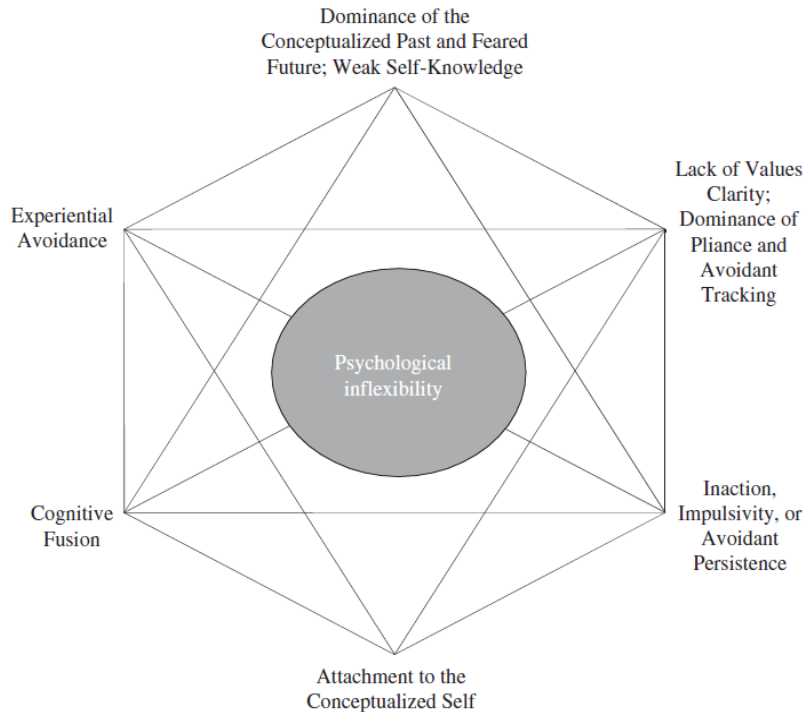 Dominance of the
Conceptualized Past and Feared
Future; Weak Self-Knowledge
Experiential
Avoidance
Lack of Values
Clarity;
Dominance of
Pliance and
Avoidant
Tracking
Psychological
inflexibility
Cognitive
Fusion
Inaction,
Impulsivity, or
Avoidant
Persistence
Attachment to the
Conceptualized Self